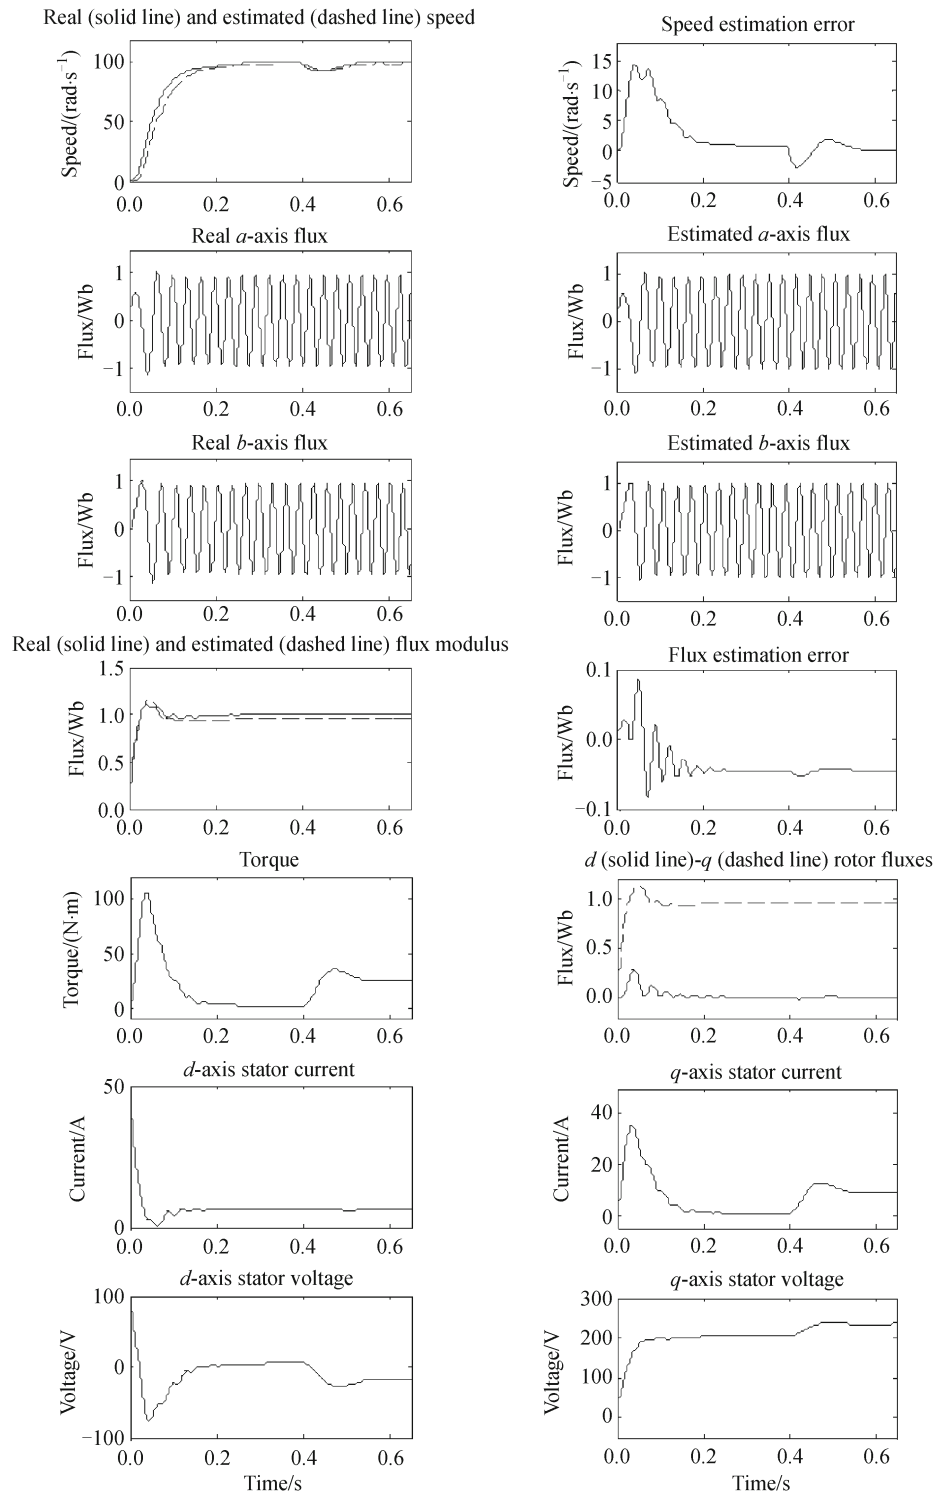 Real (solid line) and estimated (dashed line) speed
Speed/(rad·s⁻¹)
100
50
0
0.0 0.2 0.4 0.6
Speed estimation error
Speed/(rad·s⁻¹)
15
10
5
0
−5
0.0 0.2 0.4 0.6
Real a-axis flux
Flux/Wb
1
0
−1
0.0 0.2 0.4 0.6
Estimated a-axis flux
Flux/Wb
1
0
−1
0.0 0.2 0.4 0.6
Real b-axis flux
Flux/Wb
1
0
−1
0.0 0.2 0.4 0.6
Estimated b-axis flux
Flux/Wb
1
0
−1
0.0 0.2 0.4 0.6
Real (solid line) and estimated (dashed line) flux modulus
Flux/Wb
1.5
1.0
0.5
0.0
0.0 0.2 0.4 0.6
Flux estimation error
Flux/Wb
0.1
0.0
−0.1
0.0 0.2 0.4 0.6
Torque
Torque/(N·m)
100
50
0
0.0 0.2 0.4 0.6
d (solid line)-q (dashed line) rotor fluxes
Flux/Wb
1.0
0.5
0.0
0.0 0.2 0.4 0.6
d-axis stator current
Current/A
50
0
0.0 0.2 0.4 0.6
q-axis stator current
Current/A
40
20
0
0.0 0.2 0.4 0.6
d-axis stator voltage
Voltage/V
100
0
−100
0.0 0.2 0.4 0.6
Time/s
q-axis stator voltage
Voltage/V
300
200
100
0
0.0 0.2 0.4 0.6
Time/s